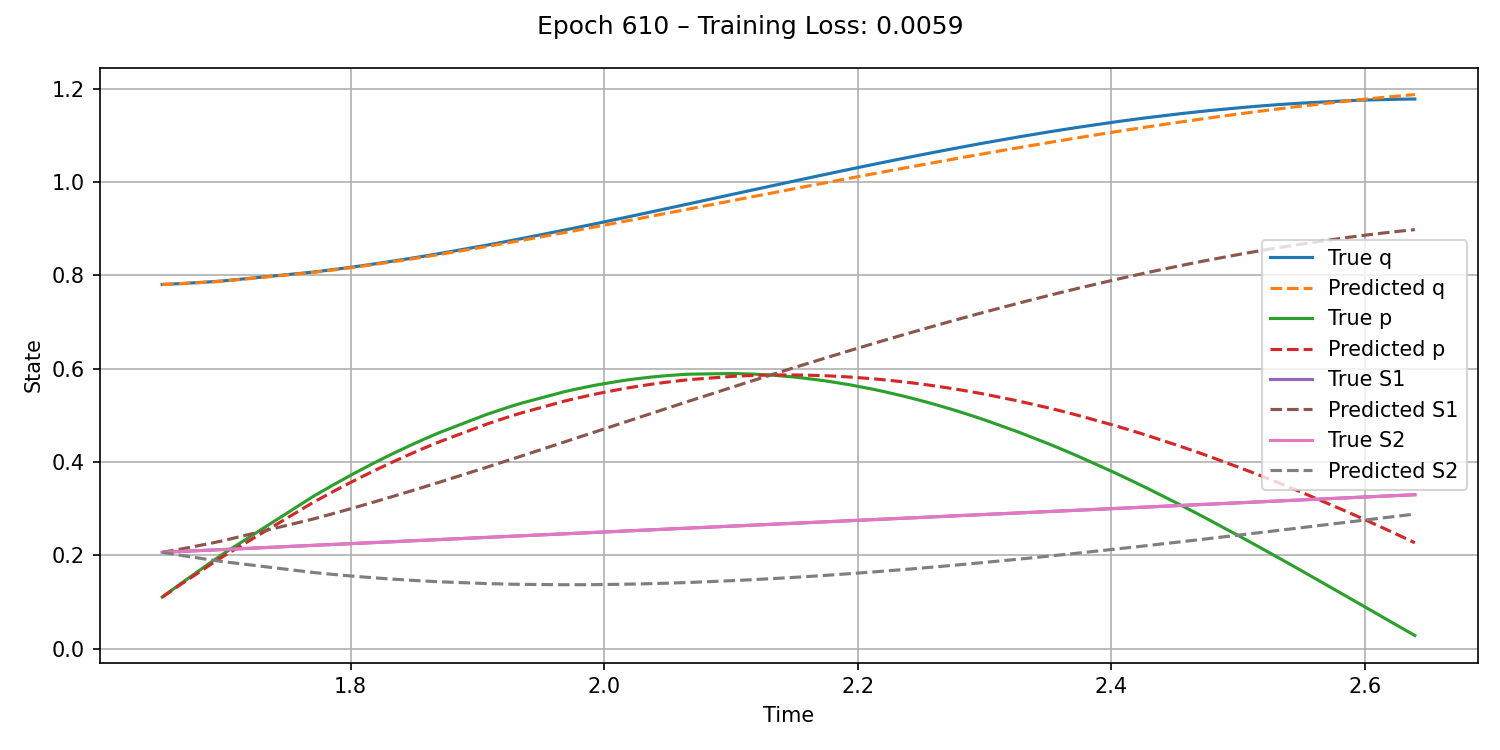 Epoch 610 – Training Loss: 0.0059
1.2
1.0
0.8
0.6
0.4
0.2
0.0
State
True q
Predicted q
True p
Predicted p
True S1
Predicted S1
True S2
Predicted S2
1.8 2.0 2.2 2.4 2.6
Time